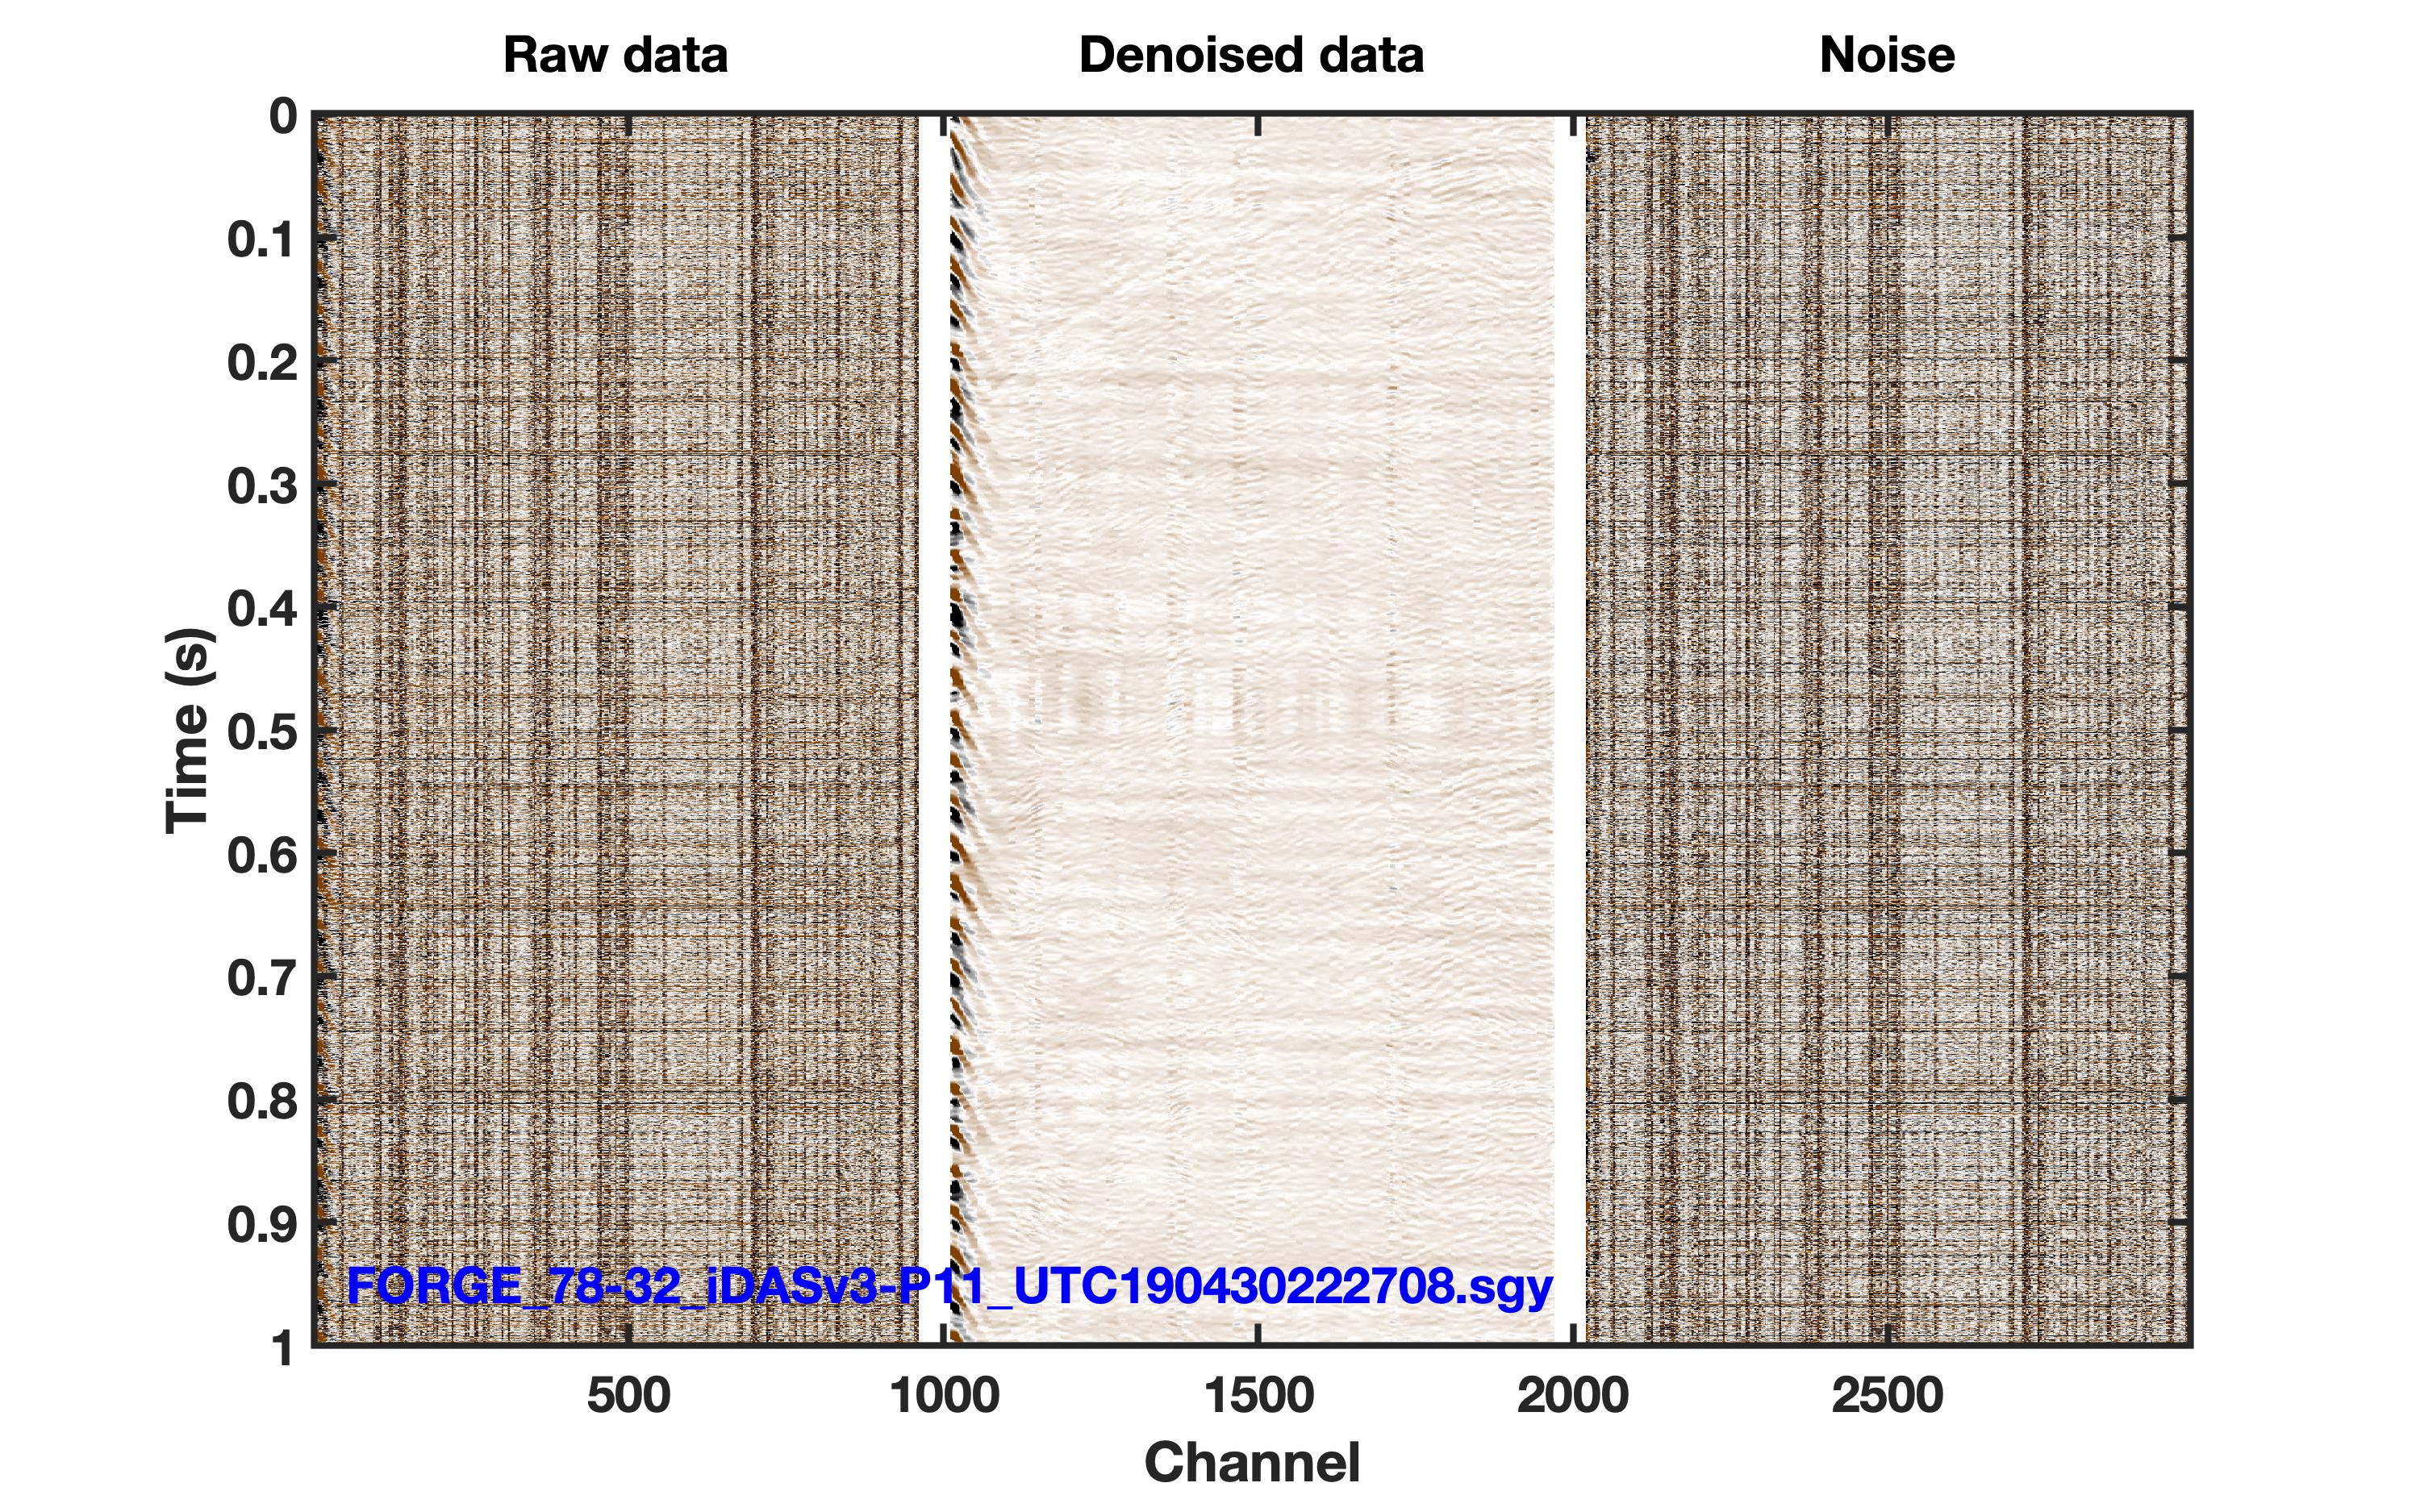 Raw data Denoised data Noise
0
0.1
0.2
0.3
0.4
0.5
0.6
0.7
0.8
0.9
1
Time (s)
FORGE_78-32_iDASv3-P11_UTC190430222708.sgy
500 1000 1500 2000 2500
Channel